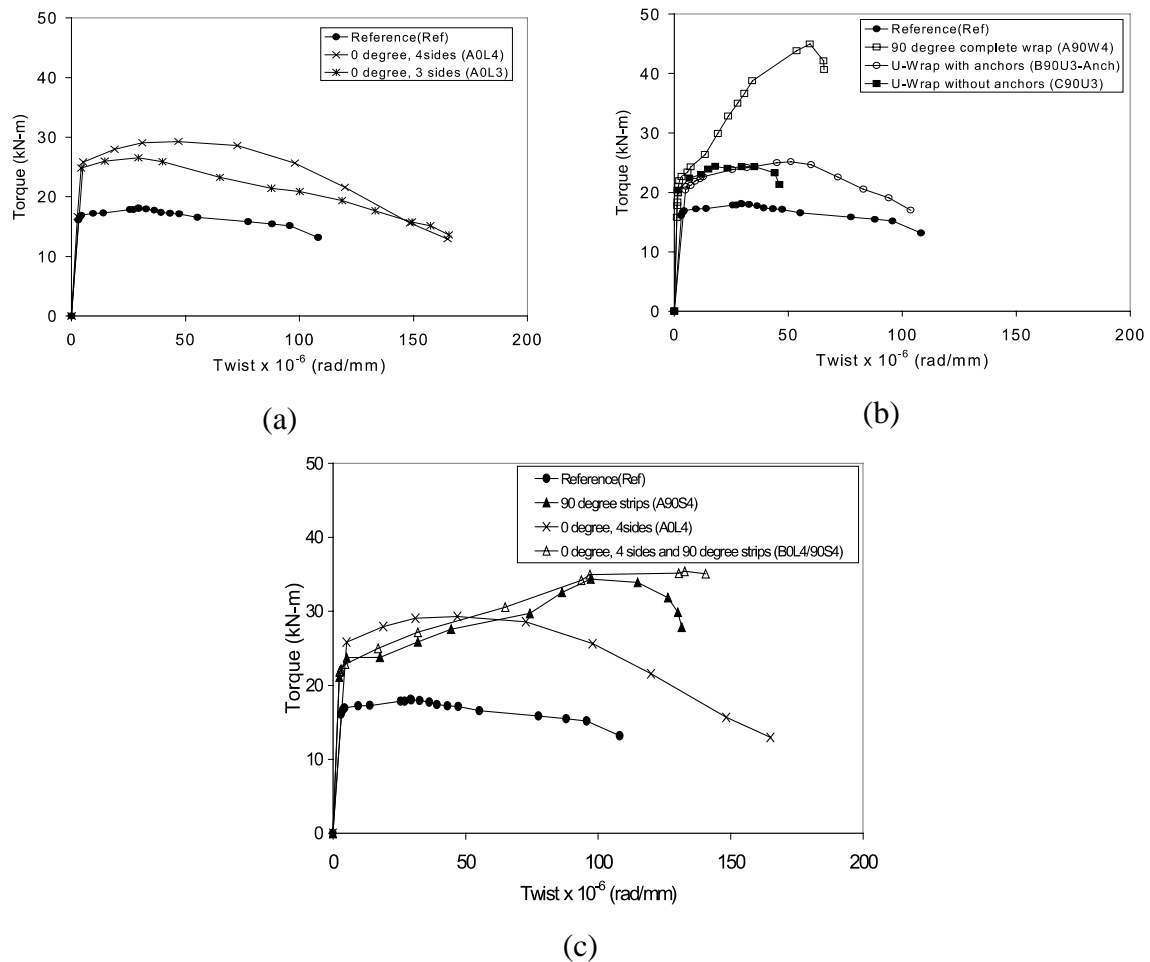 50
40
30
20
10
0
Torque (kN-m)
Reference(Ref)
0 degree, 4sides (A0L4)
0 degree, 3 sides (A0L3)
0 50 100 150 200
Twist x 10-6 (rad/mm)
(a)
50
40
30
20
10
0
Torque (kN-m)
Reference(Ref)
90 degree complete wrap (A90W4)
U-Wrap with anchors (B90U3-Anch)
U-Wrap without anchors (C90U3)
0 50 100 150 200
Twist x 10-6 (rad/mm)
(b)
50
40
30
20
10
0
Torque (kN-m)
Reference(Ref)
90 degree strips (A90S4)
0 degree, 4sides (A0L4)
0 degree, 4 sides and 90 degree strips (B0L4/90S4)
0 50 100 150 200
Twist x 10-6 (rad/mm)
(c)